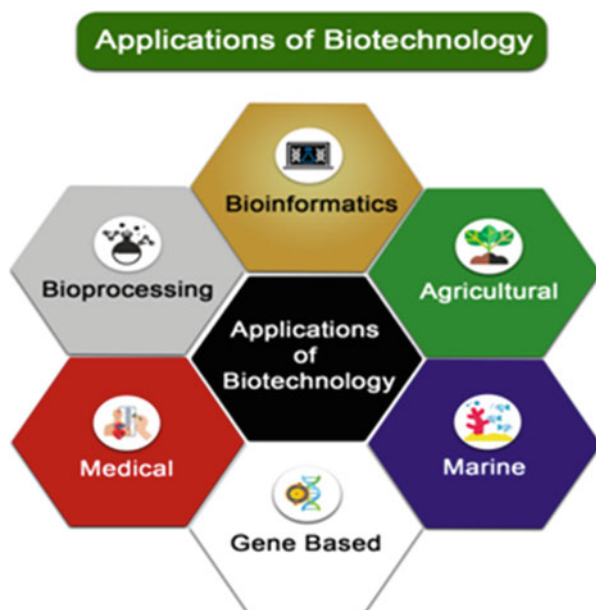 Applications of Biotechnology
Bioinformatics
Bioprocessing
Agricultural
Applications
of
Biotechnology
Medical
Marine
Gene Based